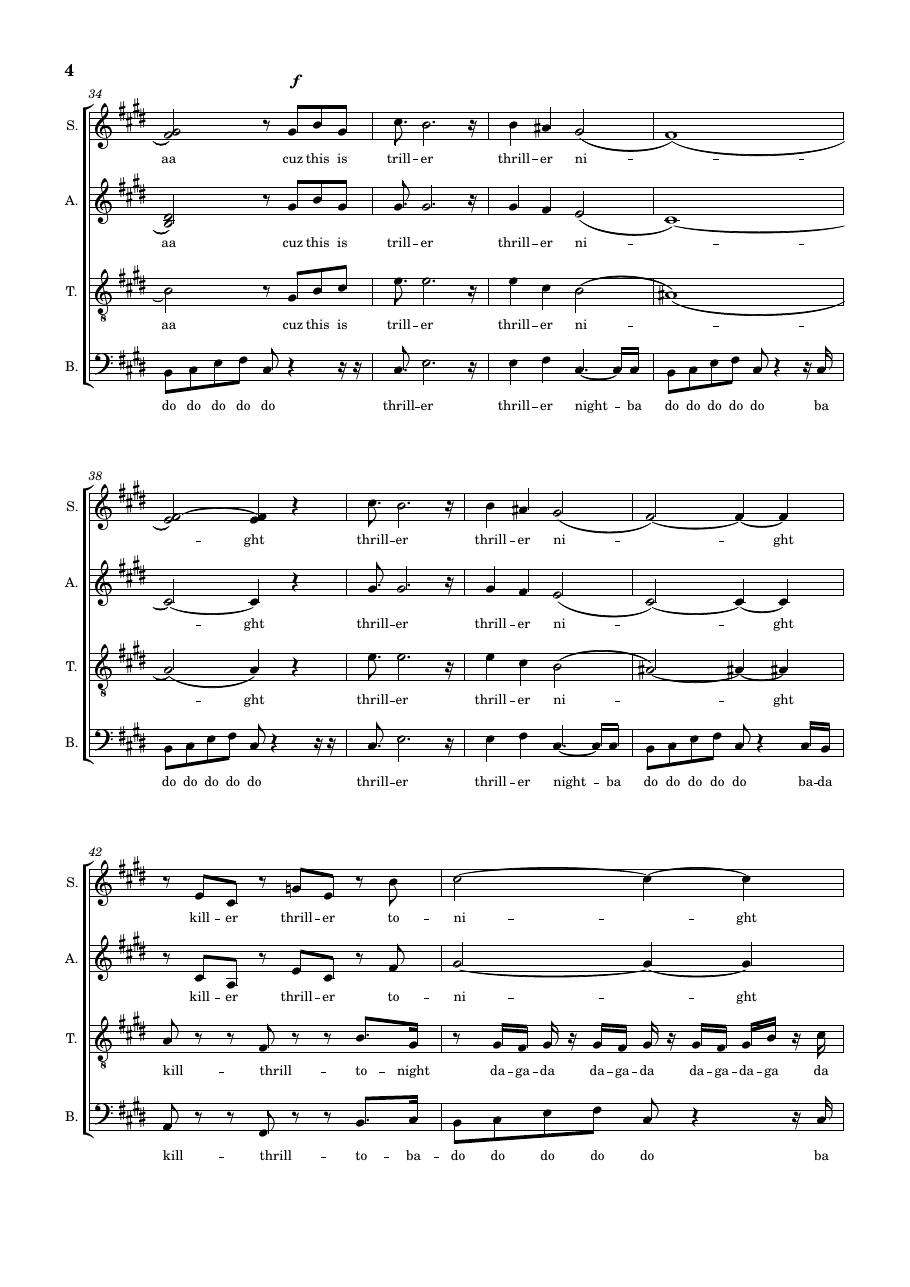 4
f
34
S.
aa cuz this is trill – er thrill – er ni – – –
A.
aa cuz this is trill – er thrill – er ni – – –
T.
aa cuz this is trill – er thrill – er ni – – –
B.
do do do do do thrill – er thrill – er night – ba do do do do do ba
38
S.
– ght thrill – er thrill – er ni – – ght
A.
– ght thrill – er thrill – er ni – – ght
T.
– ght thrill – er thrill – er ni – – ght
B.
do do do do do thrill – er thrill – er night – ba do do do do do ba – da
42
S.
kill – er thrill – er to – ni – – – ght
A.
kill – er thrill – er to – ni – – – ght
T.
kill – thrill – to – night da – ga – da da – ga – da da – ga – da – ga da
B.
kill – thrill – to – ba – do do do do do ba